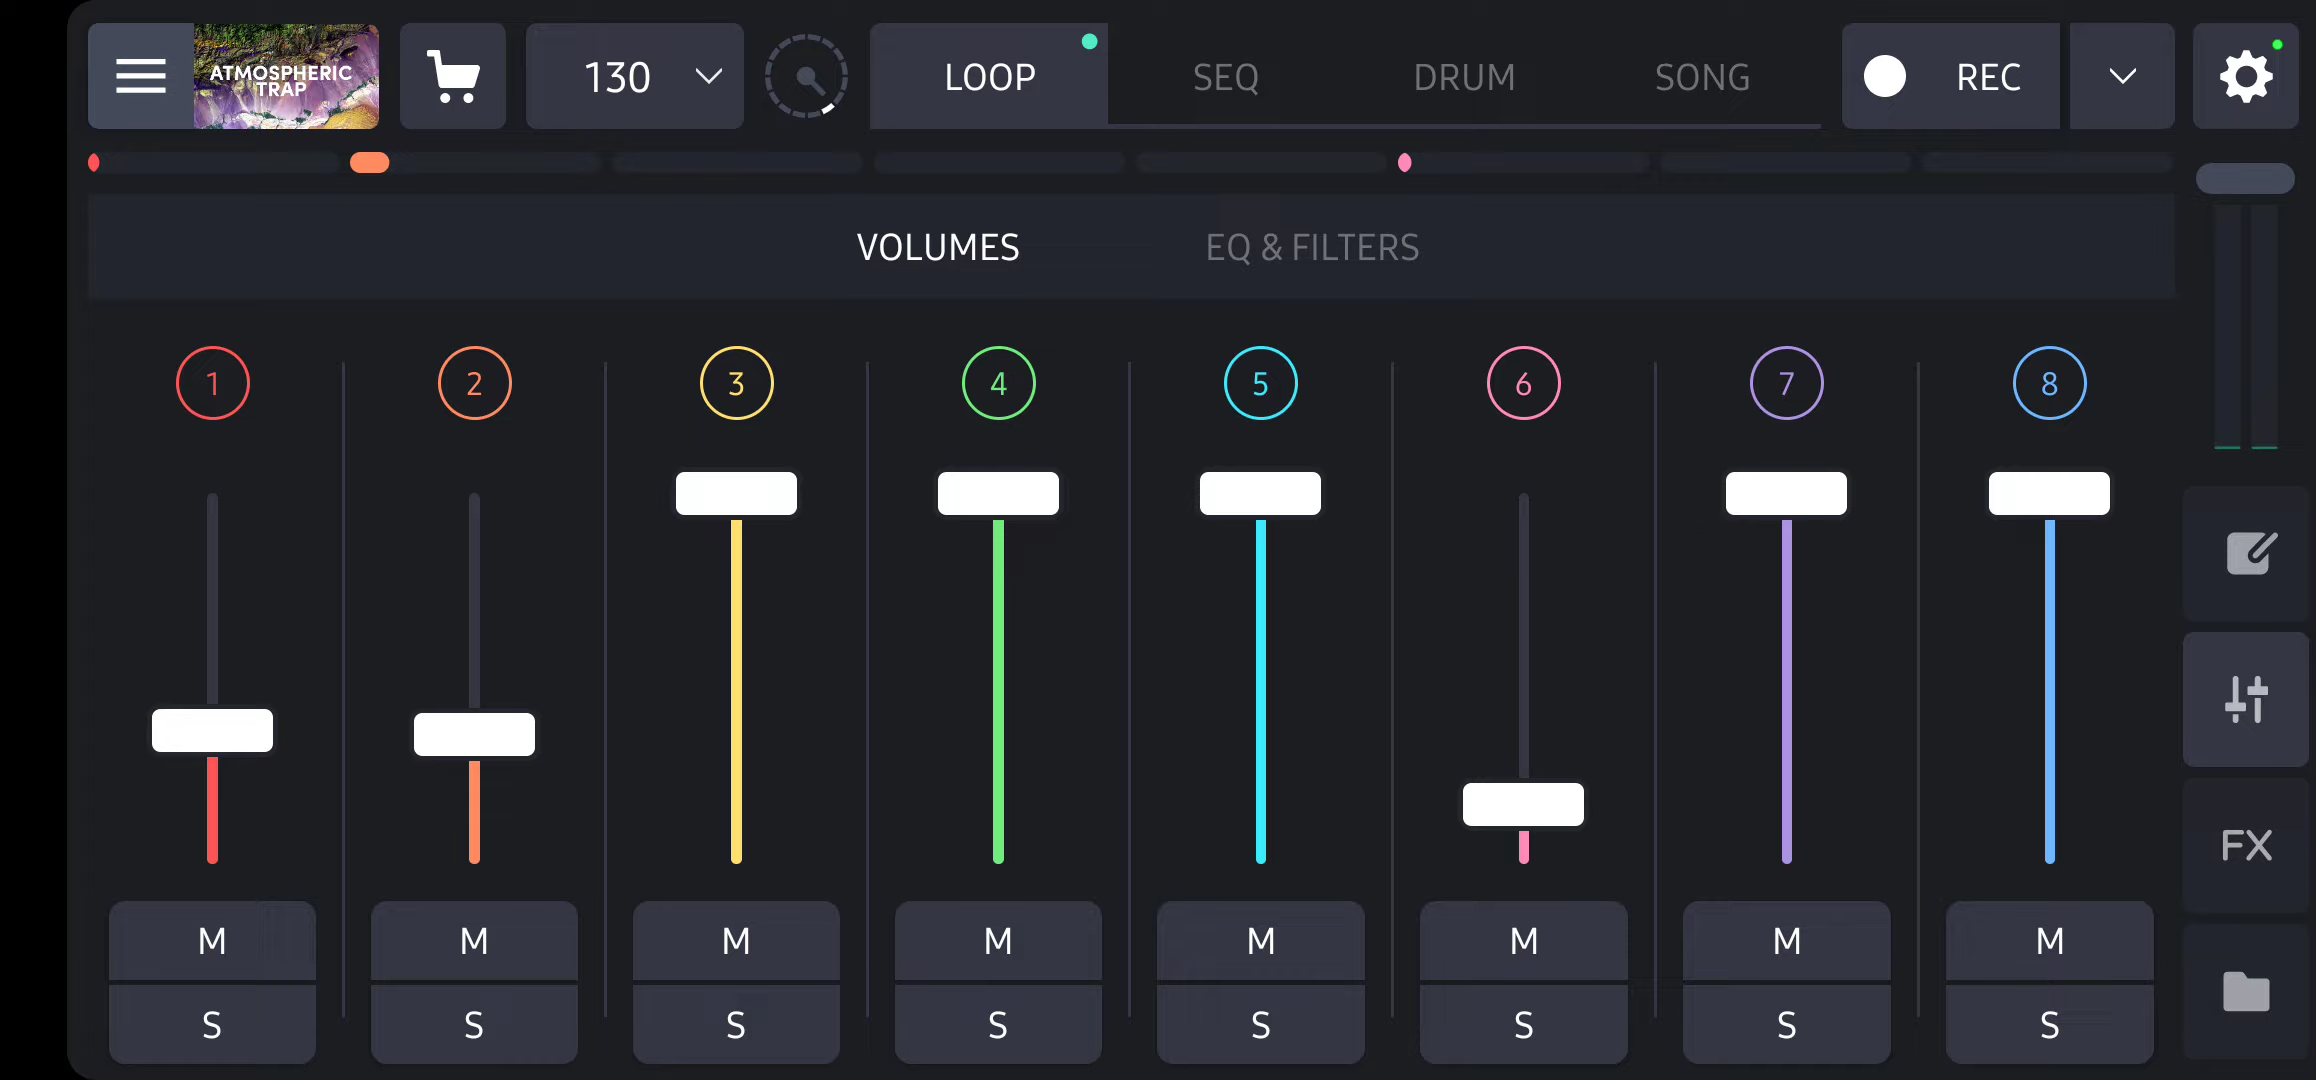 ATMOSPHERIC
TRAP
130
LOOP
SEQ
DRUM
SONG
REC
VOLUMES
EQ & FILTERS
1
2
3
4
5
6
7
8
M
M
M
M
M
M
M
M
S
S
S
S
S
S
S
S
FX